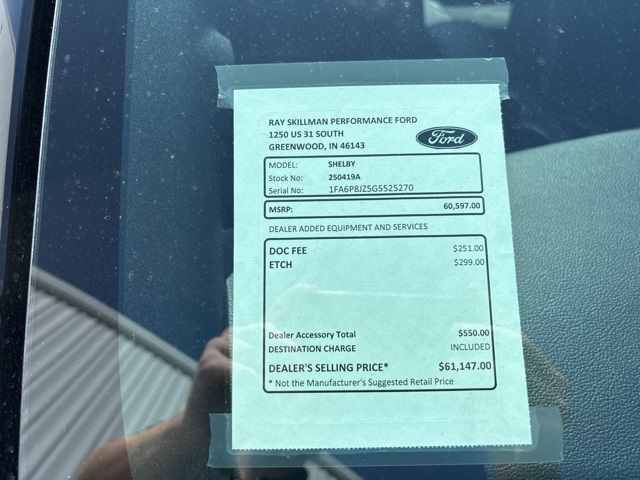 RAY SKILLMAN PERFORMANCE FORD
1250 US 31 SOUTH
GREENWOOD, IN 46143
Ford
MODEL: SHELBY
Stock No: 250419A
Serial No: 1FA6P8JZ5G5525270
MSRP: 60,597.00
DEALER ADDED EQUIPMENT AND SERVICES
DOC FEE $251.00
ETCH $299.00
Dealer Accessory Total $550.00
DESTINATION CHARGE INCLUDED
DEALER'S SELLING PRICE* $61,147.00
* Not the Manufacturer's Suggested Retail Price